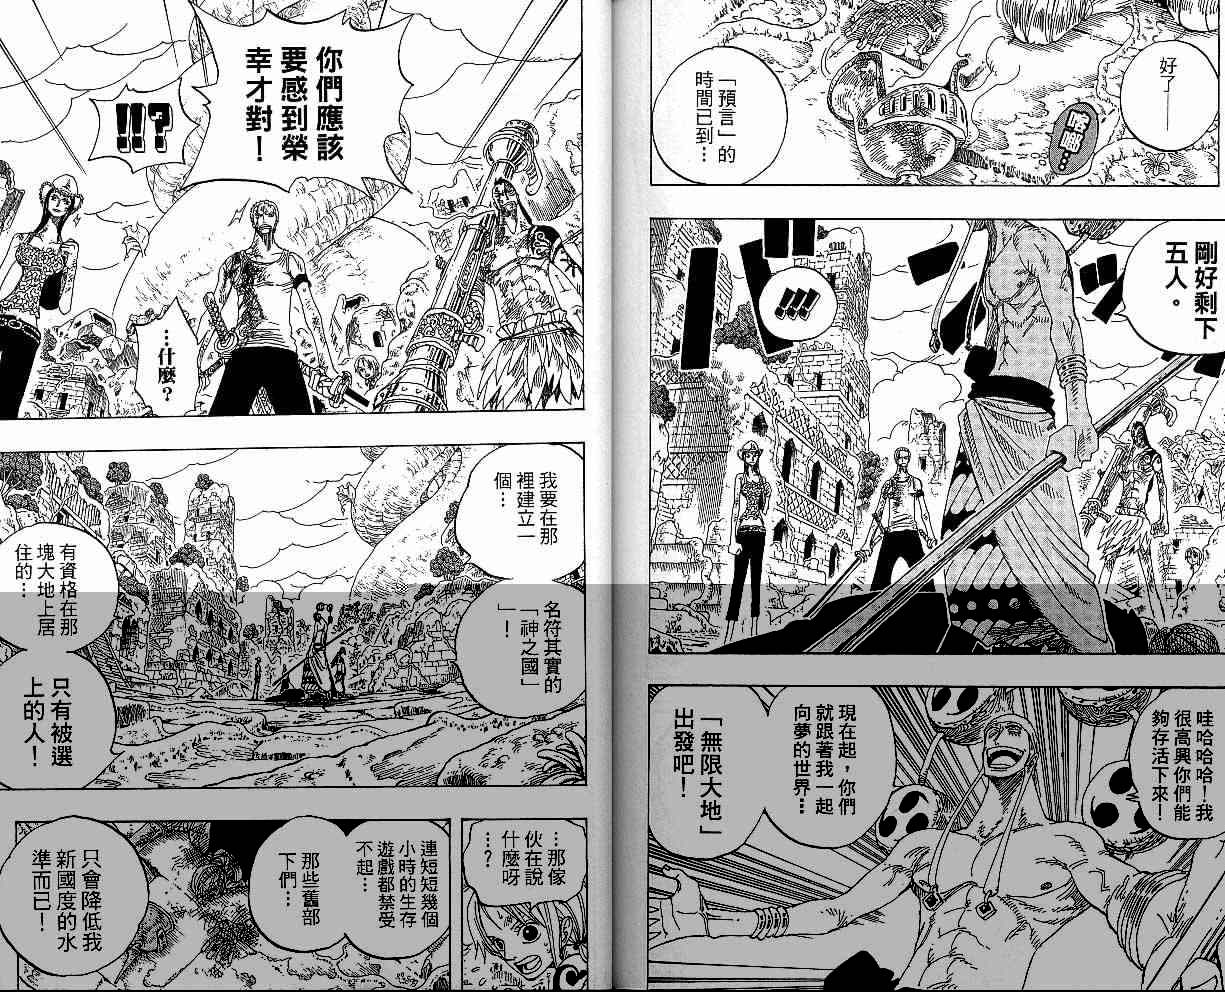 好了——
「預言」的
時間已到…
嗆啷…
剛好剩下
五人。
!!!
哇哈哈哈！我
很高興你們能
夠存活下來！
現在起，你們
就跟著我一起
向夢的世界…
「無限大地」
出發吧！
你們應該
要感到榮
幸才對！
!!?
…什麼？
我要在那
裡建立一
個…
名符其實的
「神之國
」！
有資格在那
塊大地上居
住的…
只有被選
上的人！
…那傢
伙在說
什麼呀
…？
連短短幾個
小時的生存
遊戲都禁受
不起…
那些舊部
下們…
只會降低我
新國度的水
準而已！